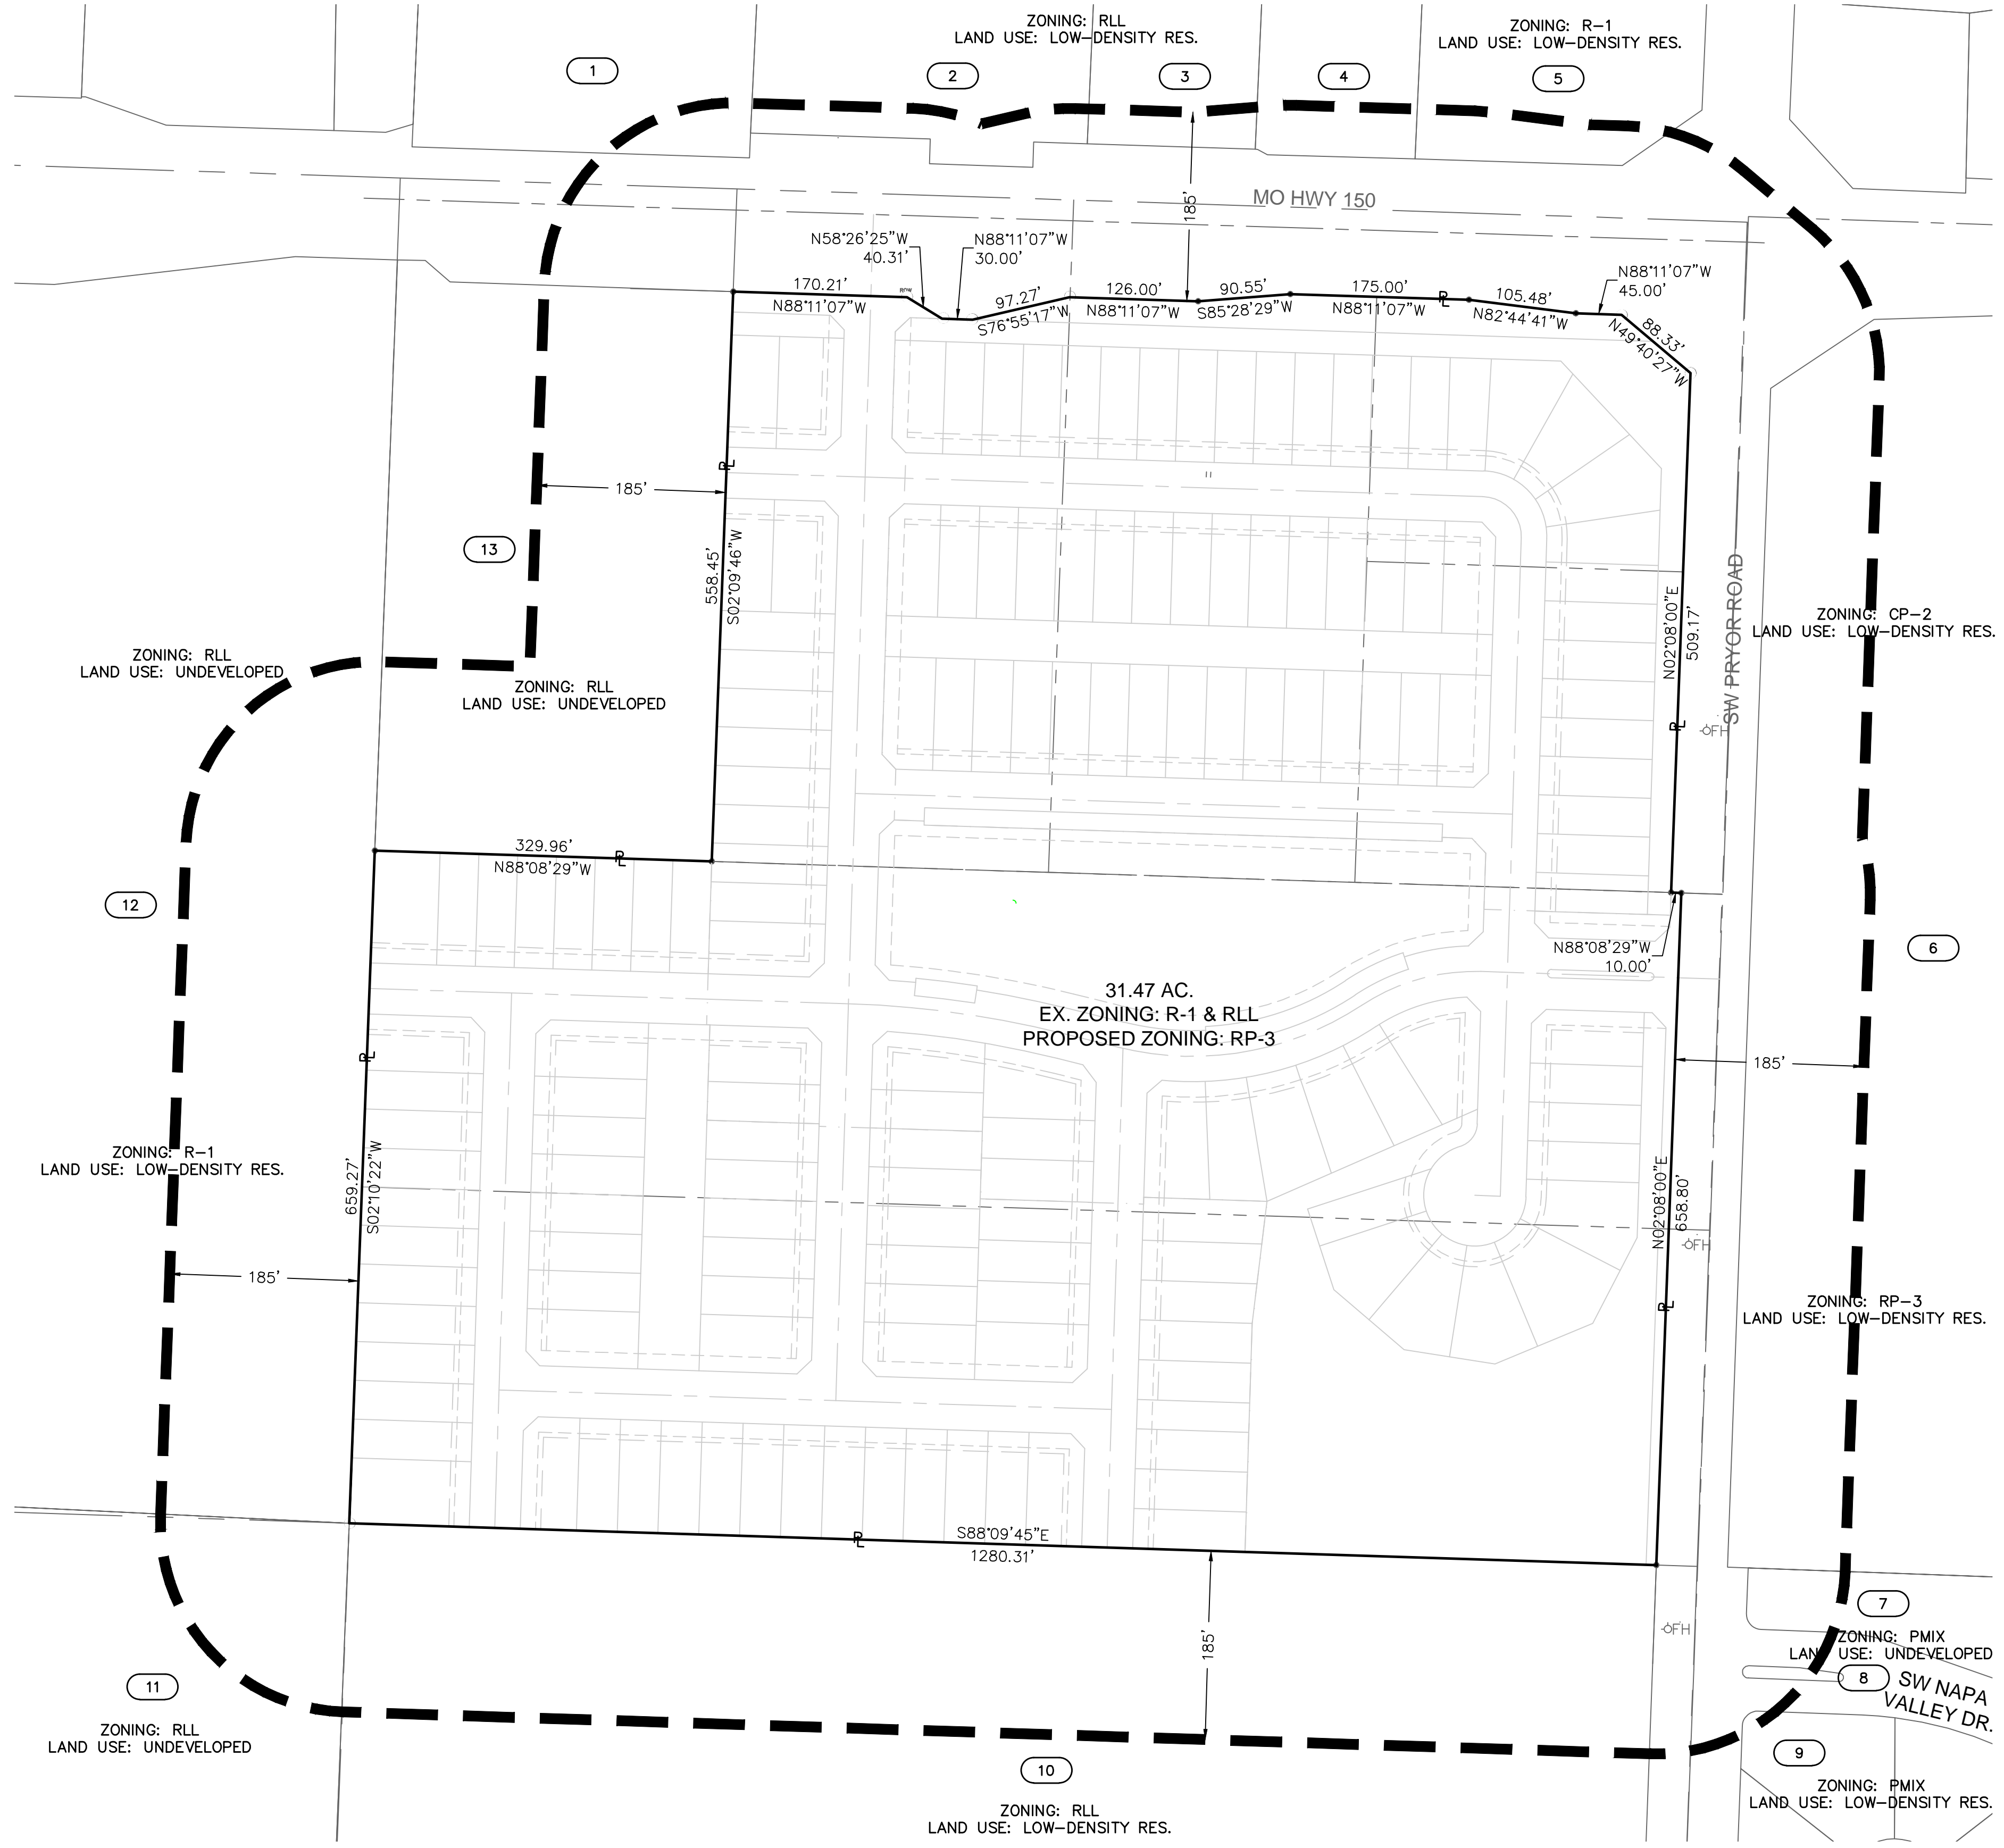 ZONING: RLL
LAND USE: LOW-DENSITY RES.
ZONING: R-1
LAND USE: LOW-DENSITY RES.
1
2
3
4
5
MO HWY 150
185'
N58°26'25"W
40.31'
N88°11'07"W
30.00'
N88°11'07"W
45.00'
170.21'
N88°11'07"W
R/W
97.27'
S76°55'17"W
126.00'
N88°11'07"W
90.55'
S85°28'29"W
175.00'
N88°11'07"W
PL
105.48'
N82°44'41"W
88.33'
N49°40'27"W
PL
185'
13
558.45'
S02°09'46"W
N02°08'00"E
509.17'
SW PRYOR ROAD
ZONING: CP-2
LAND USE: LOW-DENSITY RES.
ZONING: RLL
LAND USE: UNDEVELOPED
ZONING: RLL
LAND USE: UNDEVELOPED
PL
FH
329.96'
PL
N88°08'29"W
12
6
N88°08'29"W
10.00'
31.47 AC.
EX. ZONING: R-1 & RLL
PROPOSED ZONING: RP-3
PL
185'
ZONING: R-1
LAND USE: LOW-DENSITY RES.
659.27'
S02°10'22"W
N02°08'00"E
658.80'
FH
185'
PL
ZONING: RP-3
LAND USE: LOW-DENSITY RES.
PL
S88°09'45"E
1280.31'
185'
FH
7
ZONING: PMIX
LAND USE: UNDEVELOPED
8
SW NAPA
VALLEY DR.
11
ZONING: RLL
LAND USE: UNDEVELOPED
9
10
ZONING: PMIX
LAND USE: LOW-DENSITY RES.
ZONING: RLL
LAND USE: LOW-DENSITY RES.